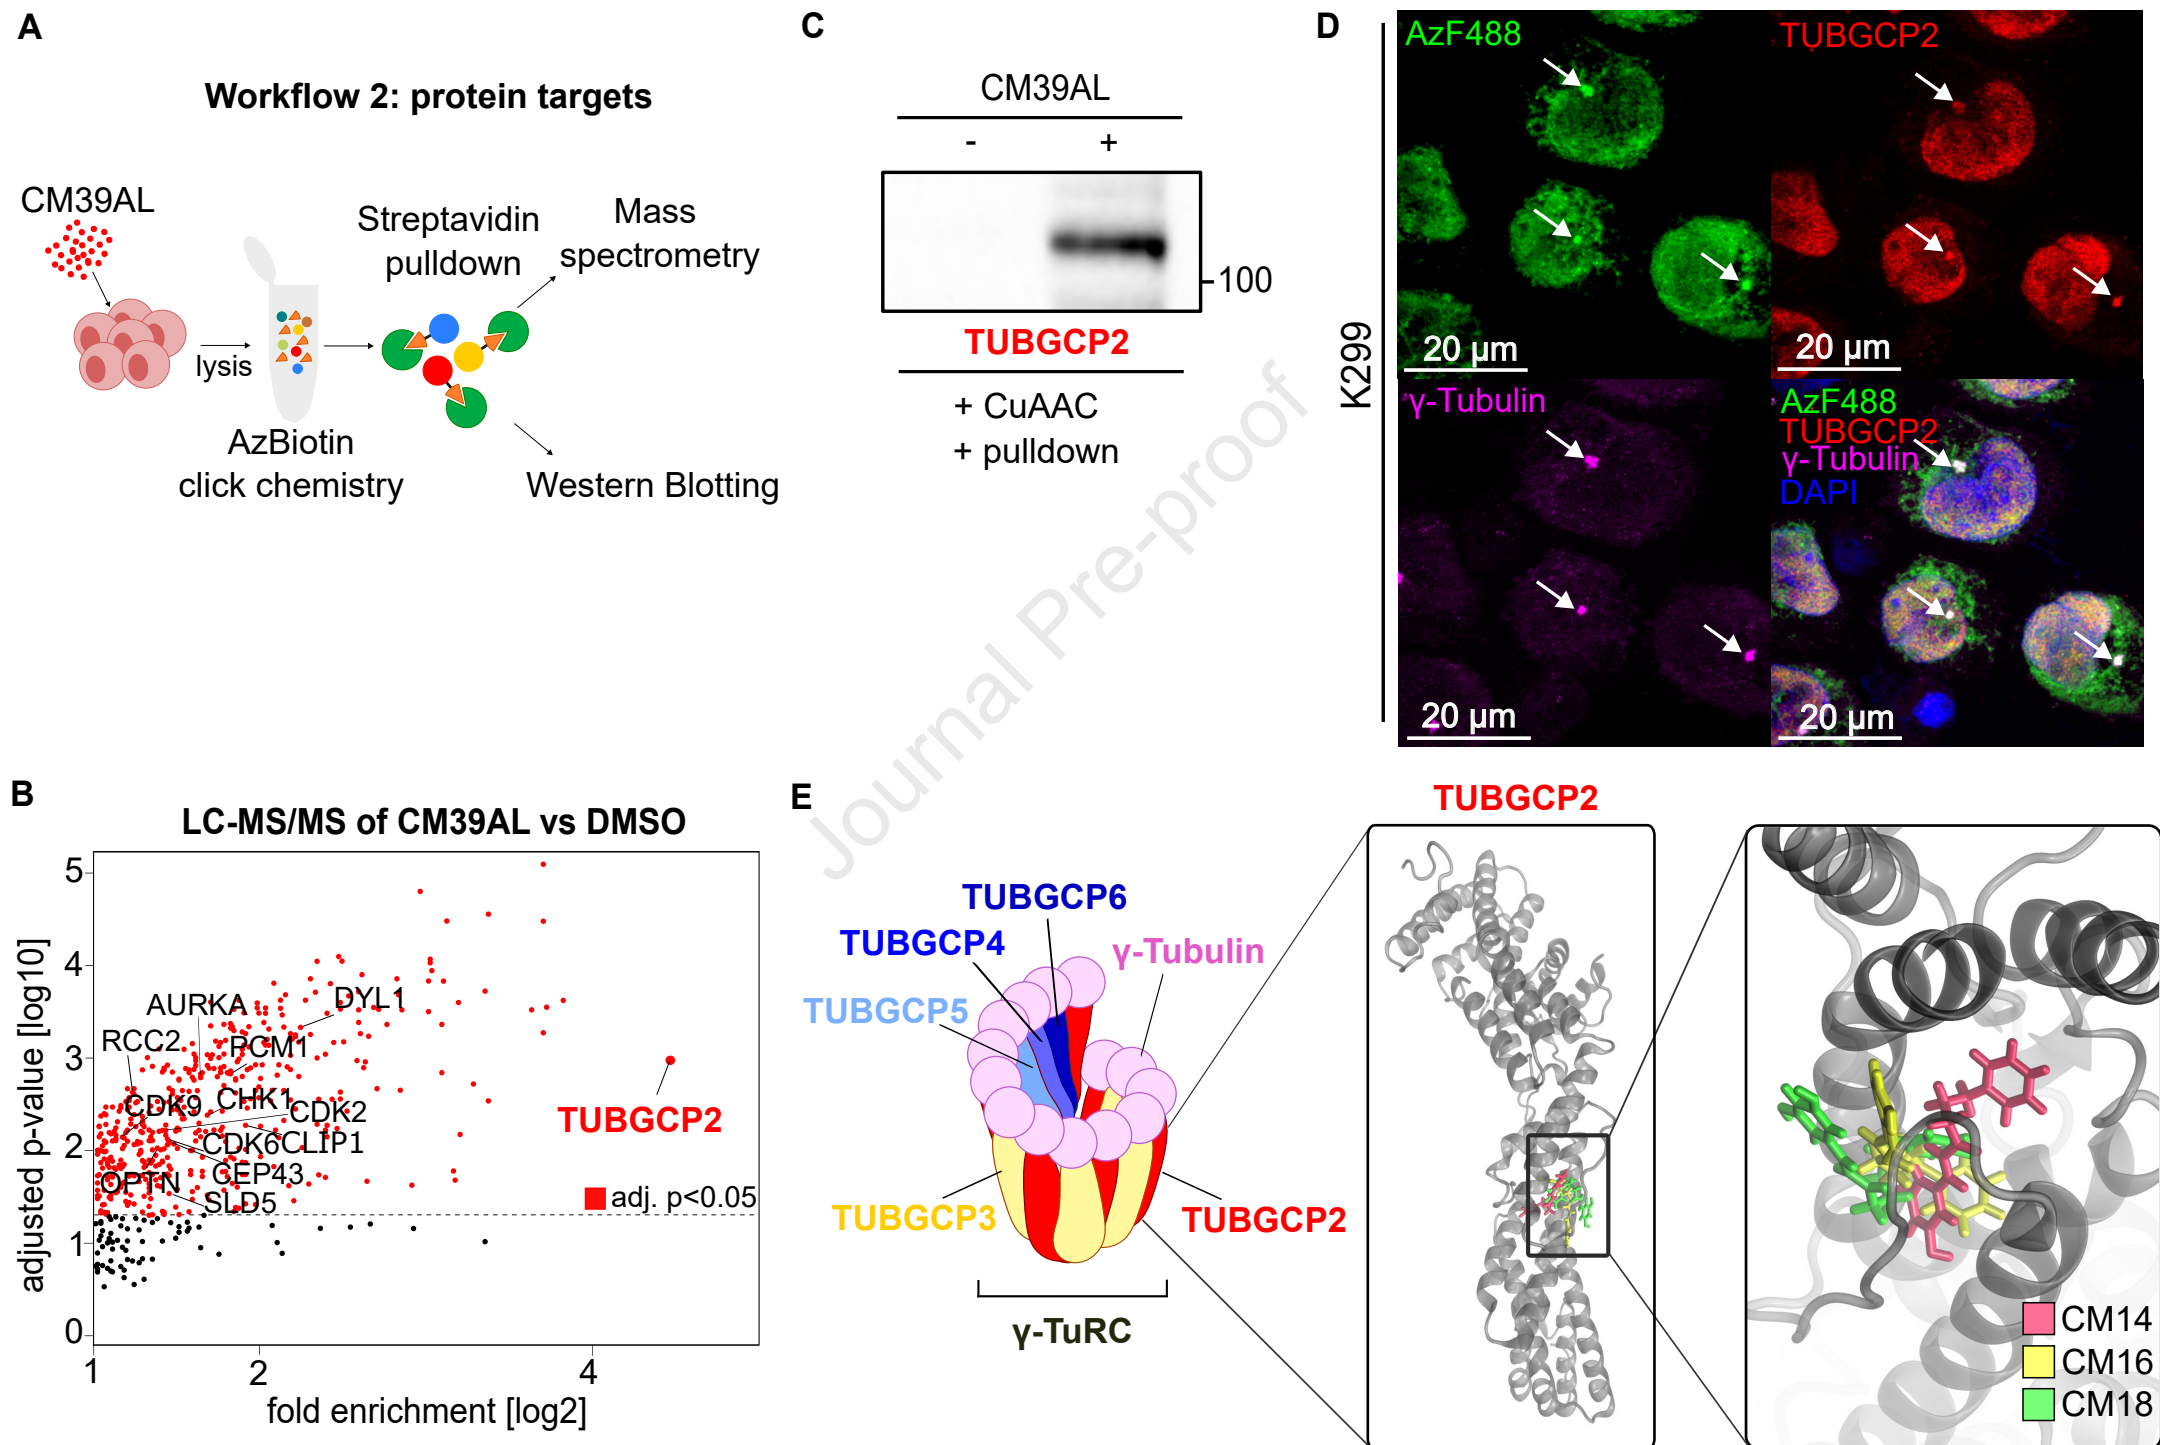 A
Workflow 2: protein targets
CM39AL
lysis
AzBiotin
click chemistry
Streptavidin
pulldown
Mass
spectrometry
Western Blotting
B
LC-MS/MS of CM39AL vs DMSO
adjusted p-value [log10]
5
4
3
2
1
0
1
2
4
fold enrichment [log2]
AURKA
DYL1
RCC2
PCM1
CDK9
CHK1
CDK2
CDK6
CLIP1
OPTN
CEP43
SLD5
TUBGCP2
adj. p<0.05
C
CM39AL
- +
100
TUBGCP2
+ CuAAC
+ pulldown
D
K299
AzF488
20 µm
TUBGCP2
20 µm
γ-Tubulin
20 µm
AzF488
TUBGCP2
γ-Tubulin
DAPI
20 µm
E
TUBGCP6
TUBGCP4
γ-Tubulin
TUBGCP5
TUBGCP3
TUBGCP2
γ-TuRC
TUBGCP2
CM14
CM16
CM18
Journal Pre-proof